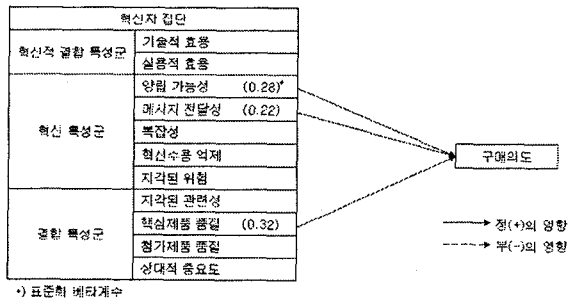 혁신자 집단
혁신적 결합 특성군
기술적 효용
실용적 효용
혁신 특성군
양립 가능성 (0.28)*
메시지 전달성 (0.22)
복잡성
혁신수용 억제
지각된 위험
결합 특성군
지각된 관련성
핵심제품 품질 (0.32)
첨가제품 품질
상대적 중요도
구매의도
정(+)의 영향
부(-)의 영향
*) 표준화 베타계수